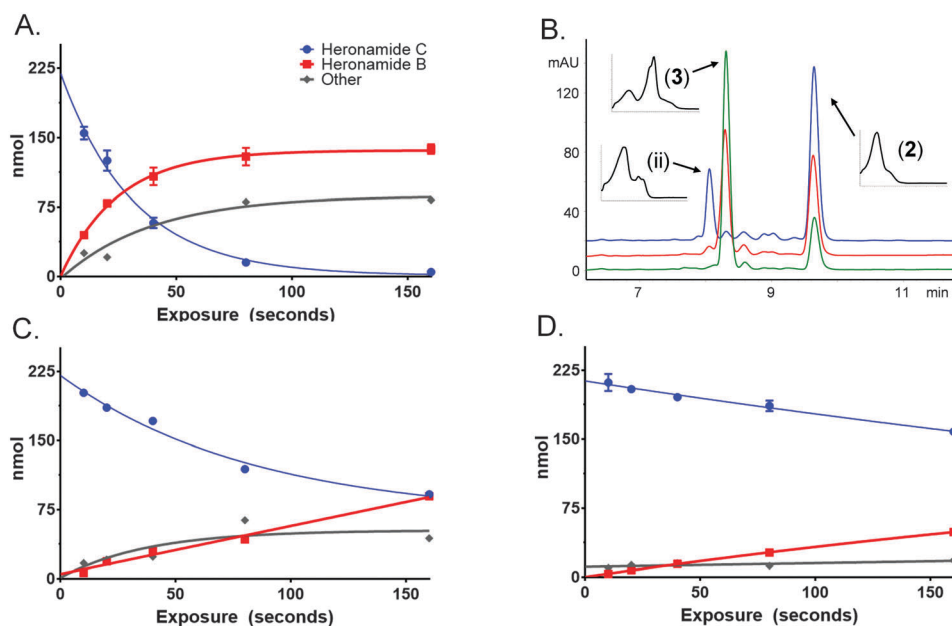 A.
225
150
75
0
nmol
0
50
100
150
Exposure (seconds)
Heronamide C
Heronamide B
Other
B.
mAU
120
80
40
0
7
9
11
min
(3)
(ii)
(2)
C.
225
150
75
0
nmol
0
50
100
150
Exposure (seconds)
D.
225
150
75
0
nmol
0
50
100
150
Exposure (seconds)